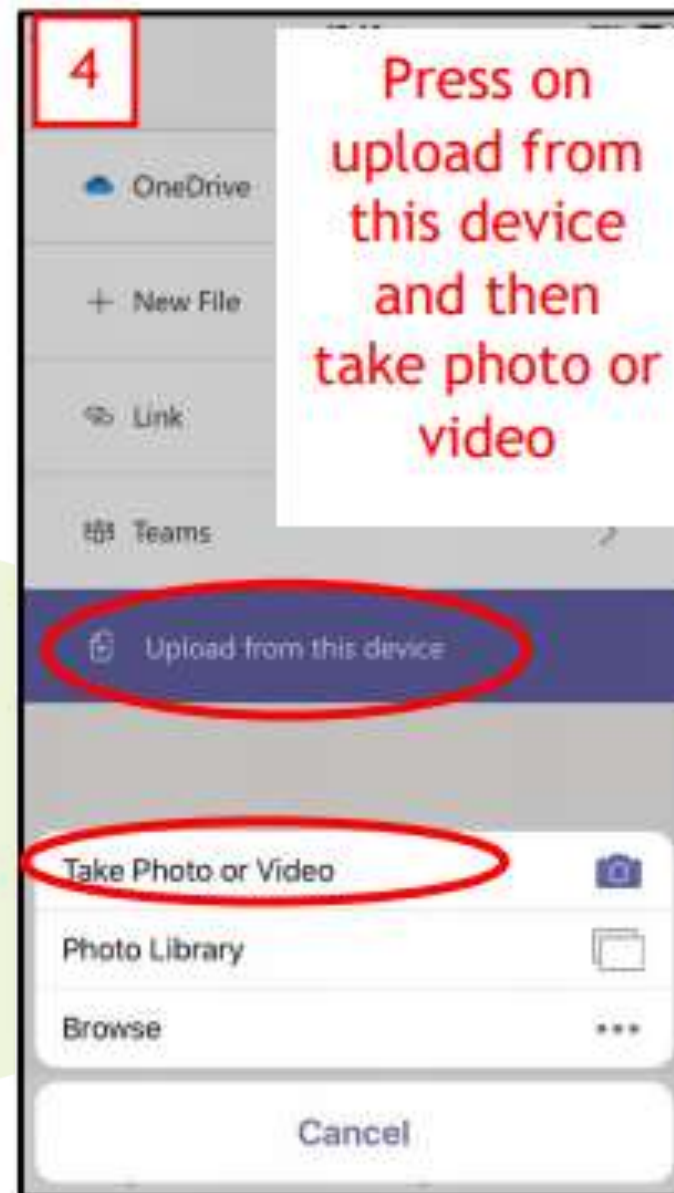 4
Press on
upload from
this device
and then
take photo or
video
OneDrive
New File
Link
Teams
Upload from this device
Take Photo or Video
Photo Library
Browse
Cancel